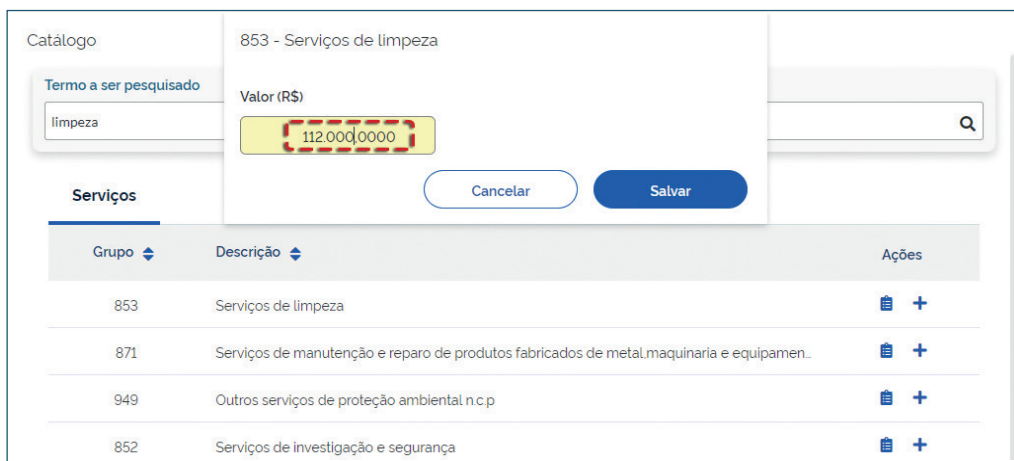 Catálogo
853 - Serviços de limpeza
Termo a ser pesquisado
Valor (R$)
limpeza
112.000,0000
Cancelar
Salvar
Serviços
Grupo
Descrição
Ações
853
Serviços de limpeza
871
Serviços de manutenção e reparo de produtos fabricados de metal,maquinaria e equipamen...
949
Outros serviços de proteção ambiental n.c.p
852
Serviços de investigação e segurança